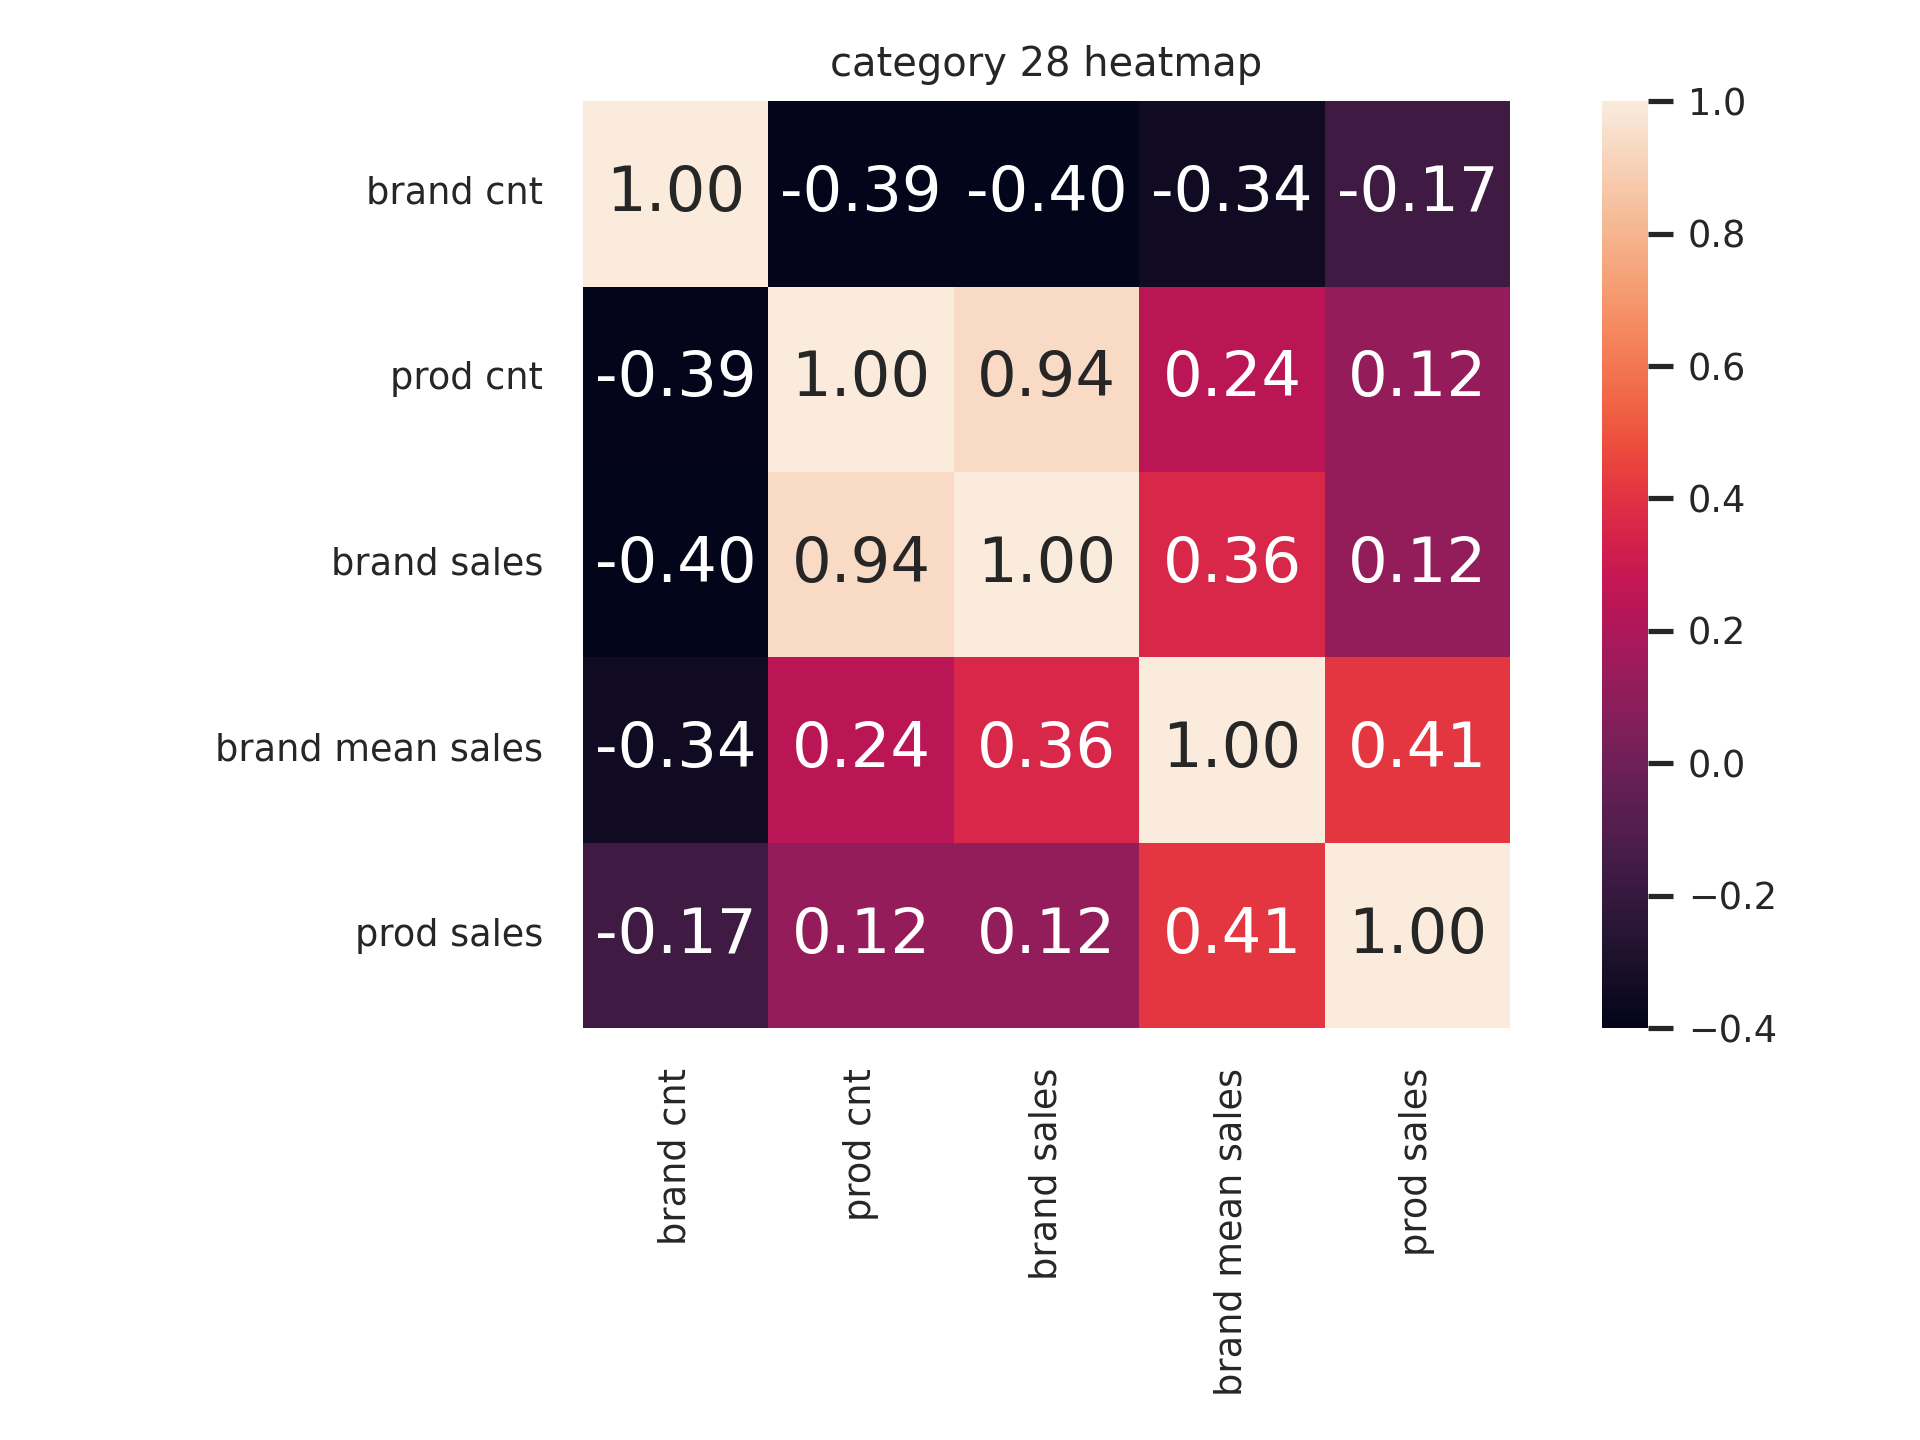 category 28 heatmap
brand cnt
1.00 -0.39 -0.40 -0.34 -0.17
prod cnt
-0.39 1.00 0.94 0.24 0.12
brand sales
-0.40 0.94 1.00 0.36 0.12
brand mean sales
-0.34 0.24 0.36 1.00 0.41
prod sales
-0.17 0.12 0.12 0.41 1.00
brand cnt
prod cnt
brand sales
brand mean sales
prod sales
1.0
0.8
0.6
0.4
0.2
0.0
−0.2
−0.4